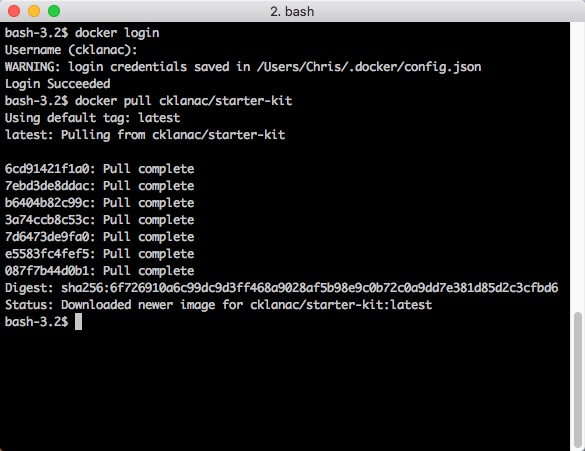 2. bash
bash-3.2$ docker login
Username (cklanac):
WARNING: login credentials saved in /Users/Chris/.docker/config.json
Login Succeeded
bash-3.2$ docker pull cklanac/starter-kit
Using default tag: latest
latest: Pulling from cklanac/starter-kit
6cd91421f1a0: Pull complete
7ebd3de8ddac: Pull complete
b6404b82c99c: Pull complete
3a74ccb8c53c: Pull complete
7d6473de9fa0: Pull complete
e5583fc4fef5: Pull complete
087f7b44d0b1: Pull complete
Digest: sha256:6f726910a6c99dc9d3ff468a9028af5b98e9c0b72c0a9dd7e381d85d2c3cfbd6
Status: Downloaded newer image for cklanac/starter-kit:latest
bash-3.2$